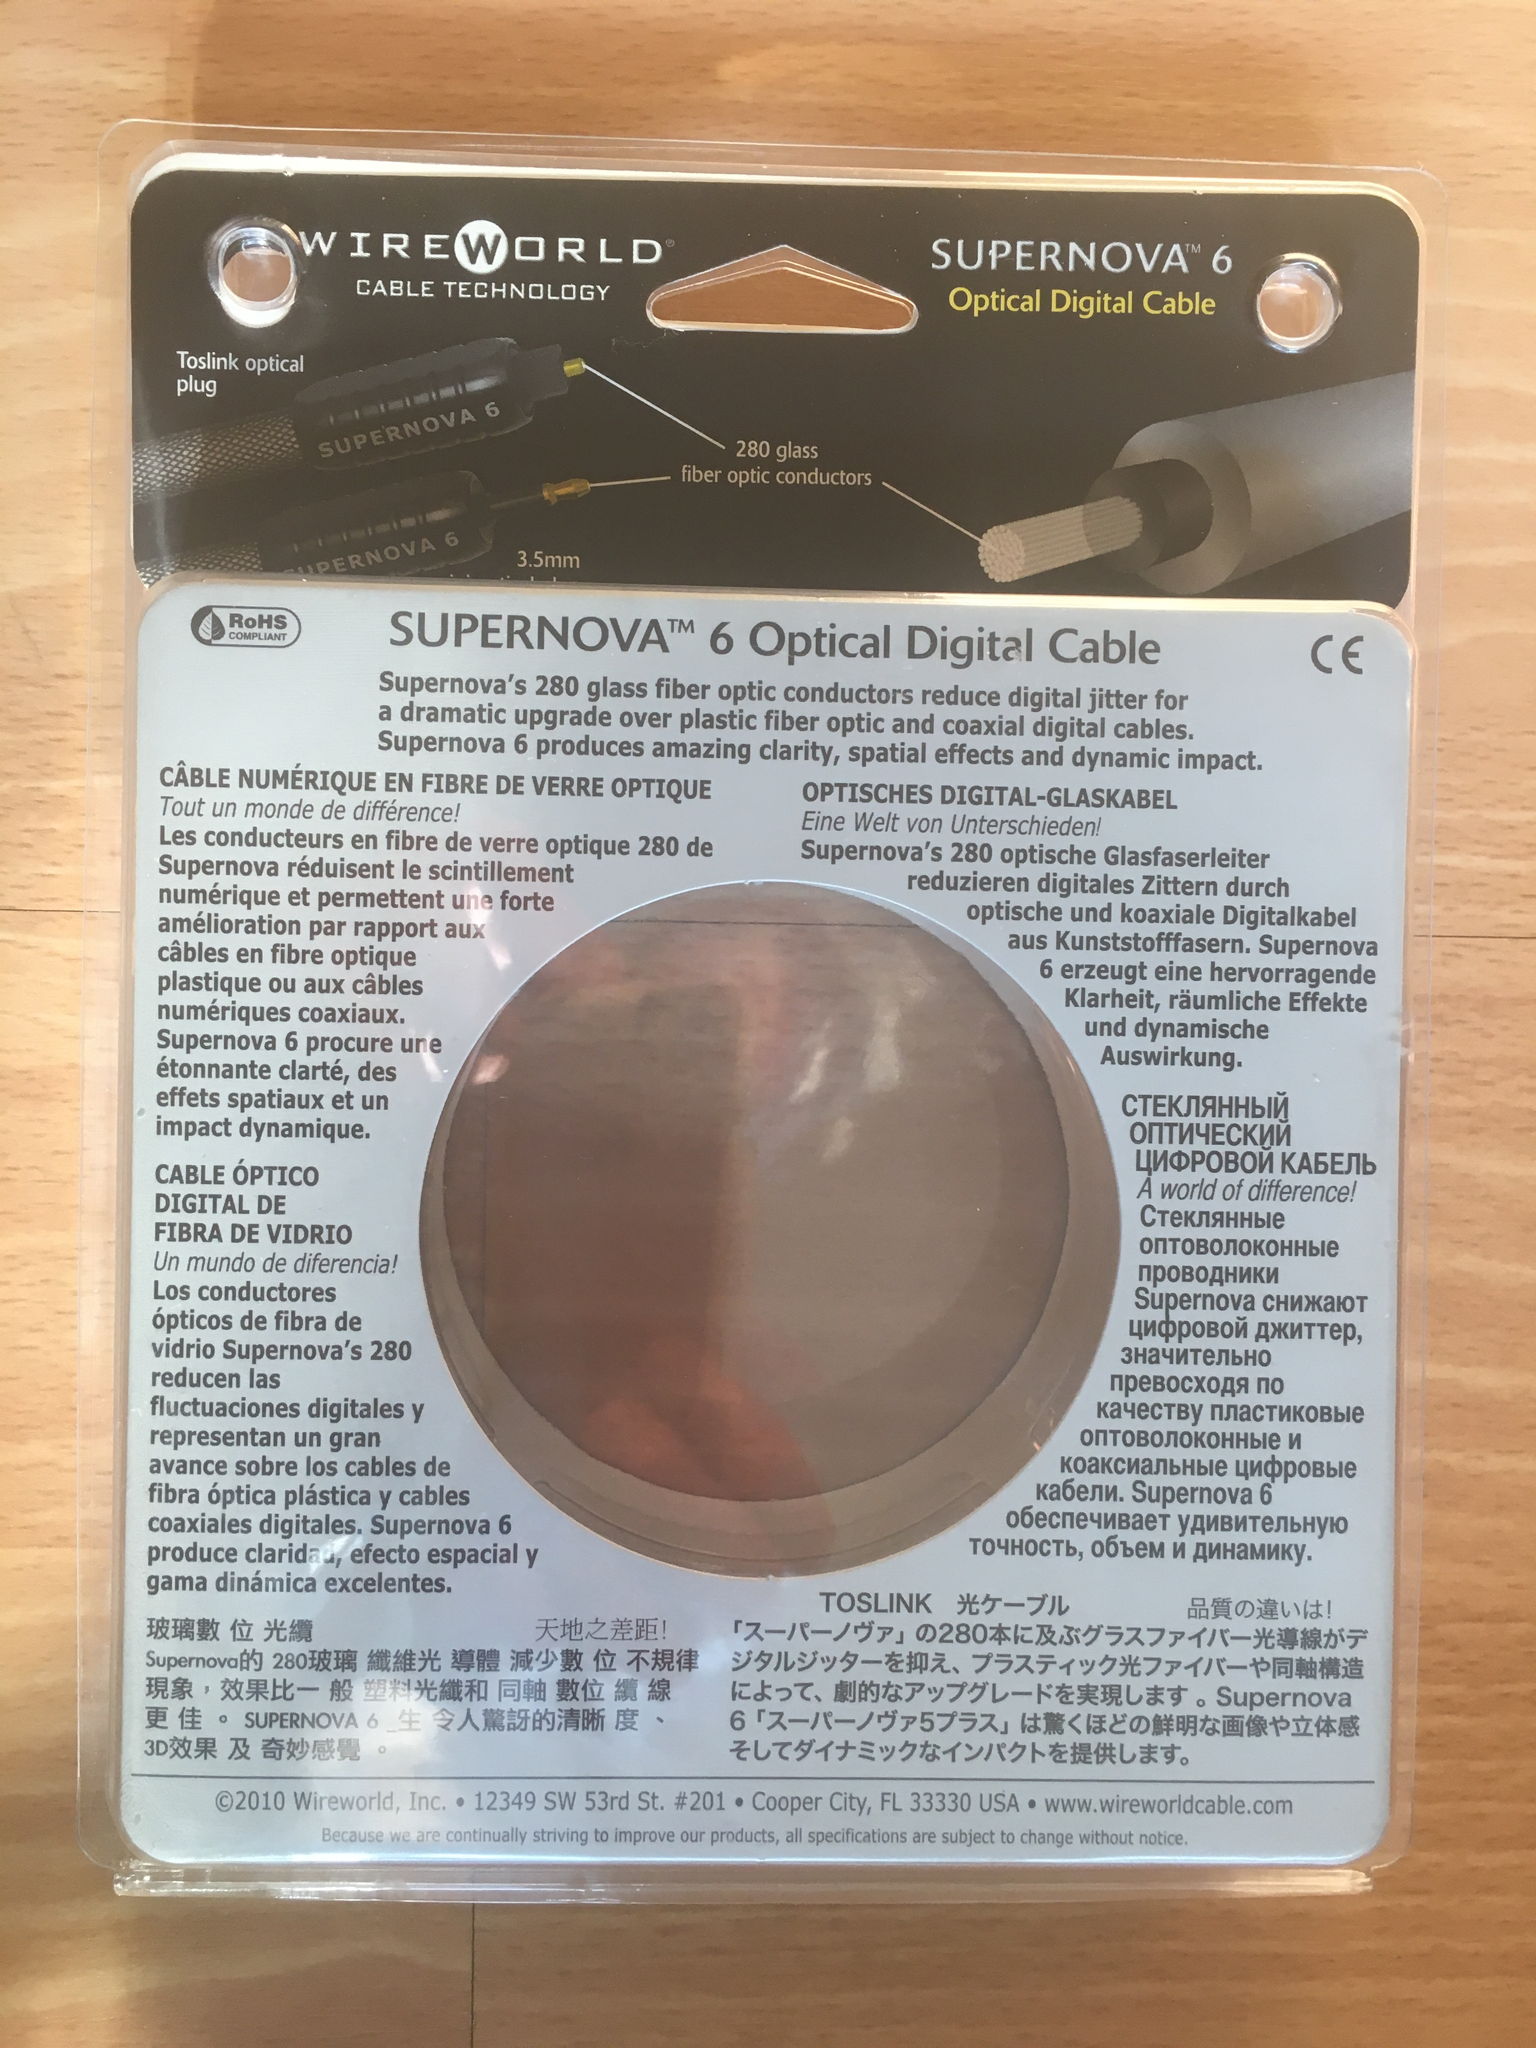 WIREWORLD®
CABLE TECHNOLOGY
SUPERNOVA™ 6
Optical Digital Cable
Toslink optical
plug
SUPERNOVA 6
280 glass
fiber optic conductors
SUPERNOVA 6
3.5mm
RoHS
COMPLIANT
SUPERNOVA™ 6 Optical Digital Cable
CE
Supernova's 280 glass fiber optic conductors reduce digital jitter for
a dramatic upgrade over plastic fiber optic and coaxial digital cables.
Supernova 6 produces amazing clarity, spatial effects and dynamic impact.
CÂBLE NUMÉRIQUE EN FIBRE DE VERRE OPTIQUE
Tout un monde de différence!
Les conducteurs en fibre de verre optique 280 de
Supernova réduisent le scintillement
numérique et permettent une forte
amélioration par rapport aux
câbles en fibre optique
plastique ou aux câbles
numériques coaxiaux.
Supernova 6 procure une
étonnante clarté, des
effets spatiaux et un
impact dynamique.
OPTISCHES DIGITAL-GLASKABEL
Eine Welt von Unterschieden!
Supernova's 280 optische Glasfaserleiter
reduzieren digitales Zittern durch
optische und koaxiale Digitalkabel
aus Kunststofffasern. Supernova
6 erzeugt eine hervorragende
Klarheit, räumliche Effekte
und dynamische
Auswirkung.
CABLE ÓPTICO
DIGITAL DE
FIBRA DE VIDRIO
Un mundo de diferencia!
Los conductores
ópticos de fibra de
vidrio Supernova's 280
reducen las
fluctuaciones digitales y
representan un gran
avance sobre los cables de
fibra óptica plástica y cables
coaxiales digitales. Supernova 6
produce claridad, efecto espacial y
gama dinámica excelentes.
СТЕКЛЯННЫЙ
ОПТИЧЕСКИЙ
ЦИФРОВОЙ КАБЕЛЬ
A world of difference!
Стеклянные
оптоволоконные
проводники
Supernova снижают
цифровой джиттер,
значительно
превосходя по
качеству пластиковые
оптоволоконные и
коаксиальные цифровые
кабели. Supernova 6
обеспечивает удивительную
точность, объем и динамику.
玻璃數 位 光纜 天地之差距!
Supernova的 280玻璃 纖維光 導體 減少數 位 不規律
現象，效果比一 般 塑料光纖和 同軸 數位 纜 線
更 佳 。 SUPERNOVA 6 _生 令人驚訝的清晰 度 、
3D效果 及 奇妙感覺 。
TOSLINK 光ケーブル 品質の違いは!
「スーパーノヴァ」の280本に及ぶグラスファイバー光導線がデ
ジタルジッターを抑え、プラスティック光ファイバーや同軸構造
によって、劇的なアップグレードを実現します 。Supernova
6「スーパーノヴァ5プラス」は驚くほどの鮮明な画像や立体感
そしてダイナミックなインパクトを提供します。
©2010 Wireworld, Inc. • 12349 SW 53rd St. #201 • Cooper City, FL 33330 USA • www.wireworldcable.com
Because we are continually striving to improve our products, all specifications are subject to change without notice.